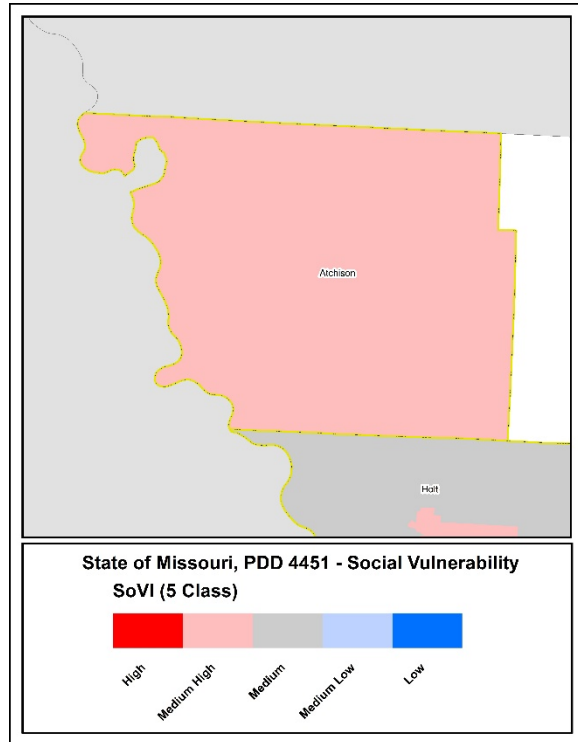 Atchison
Holt
State of Missouri, PDD 4451 - Social Vulnerability
SoVI (5 Class)
High
Medium High
Medium
Medium Low
Low